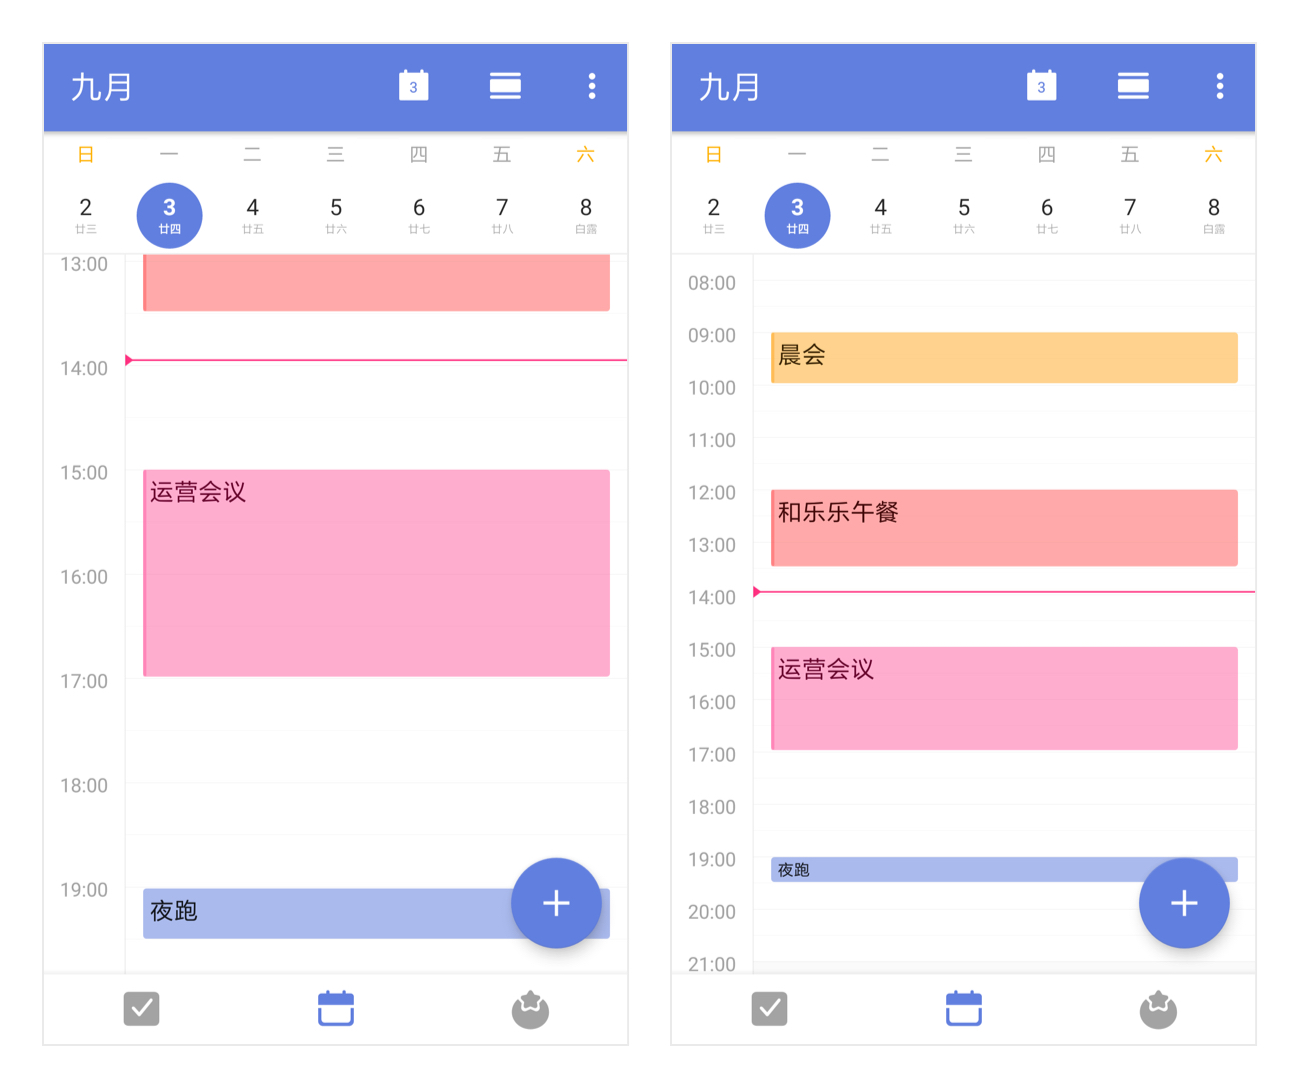 九月
3
日 一 二 三 四 五 六
2 3 4 5 6 7 8
廿三 廿四 廿五 廿六 廿七 廿八 白露
13:00
14:00
15:00
运营会议
16:00
17:00
18:00
19:00
夜跑
九月
3
日 一 二 三 四 五 六
2 3 4 5 6 7 8
廿三 廿四 廿五 廿六 廿七 廿八 白露
08:00
09:00
晨会
10:00
11:00
12:00
和乐乐午餐
13:00
14:00
15:00
运营会议
16:00
17:00
18:00
19:00
夜跑
20:00
21:00